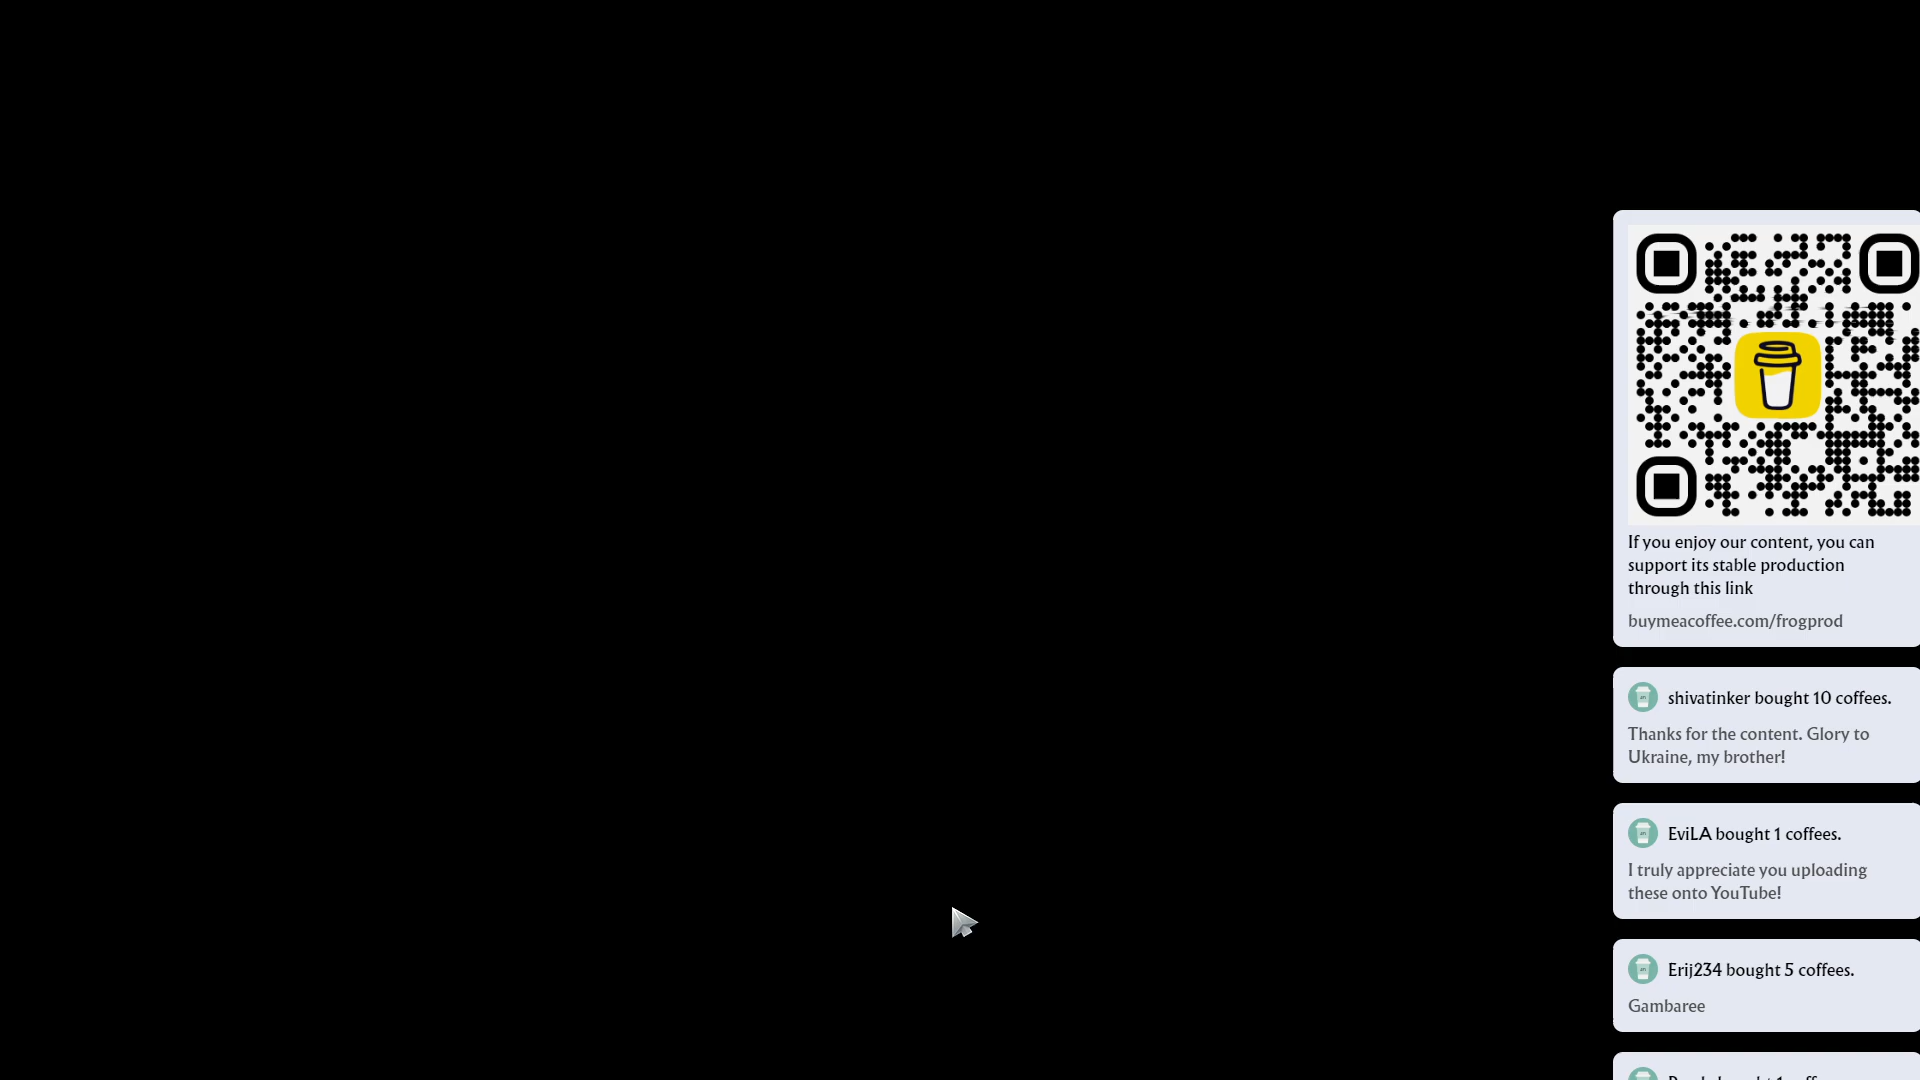 If you enjoy our content, you can
support its stable production
through this link
buymeacoffee.com/frogprod
shivatinker bought 10 coffees.
Thanks for the content. Glory to
Ukraine, my brother!
EviLA bought 1 coffees.
I truly appreciate you uploading
these onto YouTube!
Erij234 bought 5 coffees.
Gambaree